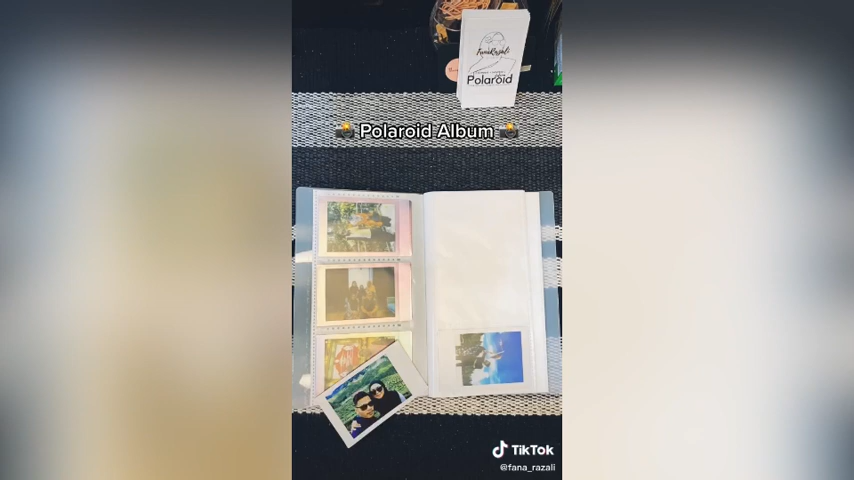 FanaRazali
Polaroid
📸 Polaroid Album 📸
TikTok
@fana_razali